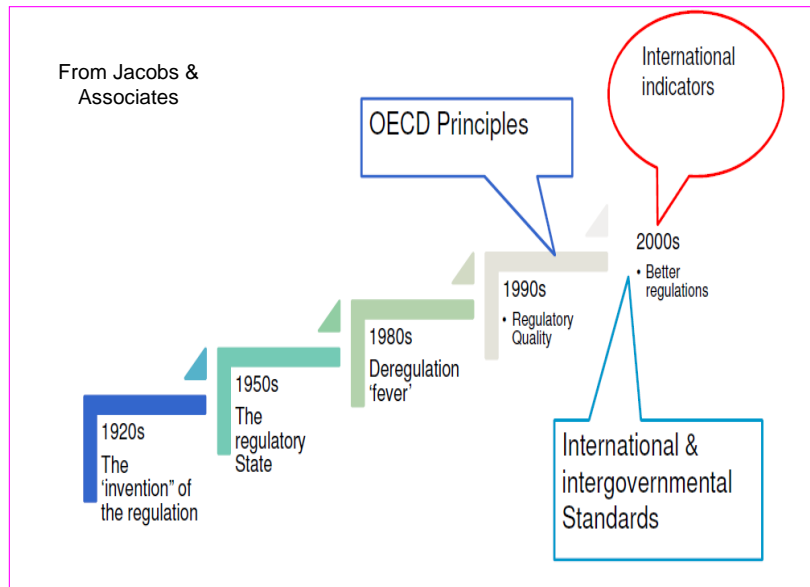 From Jacobs &
Associates
International
indicators
OECD Principles
2000s
• Better
regulations
1990s
• Regulatory
Quality
1980s
Deregulation
'fever'
1950s
The
regulatory
State
1920s
The
'invention" of
the regulation
International &
intergovernmental
Standards